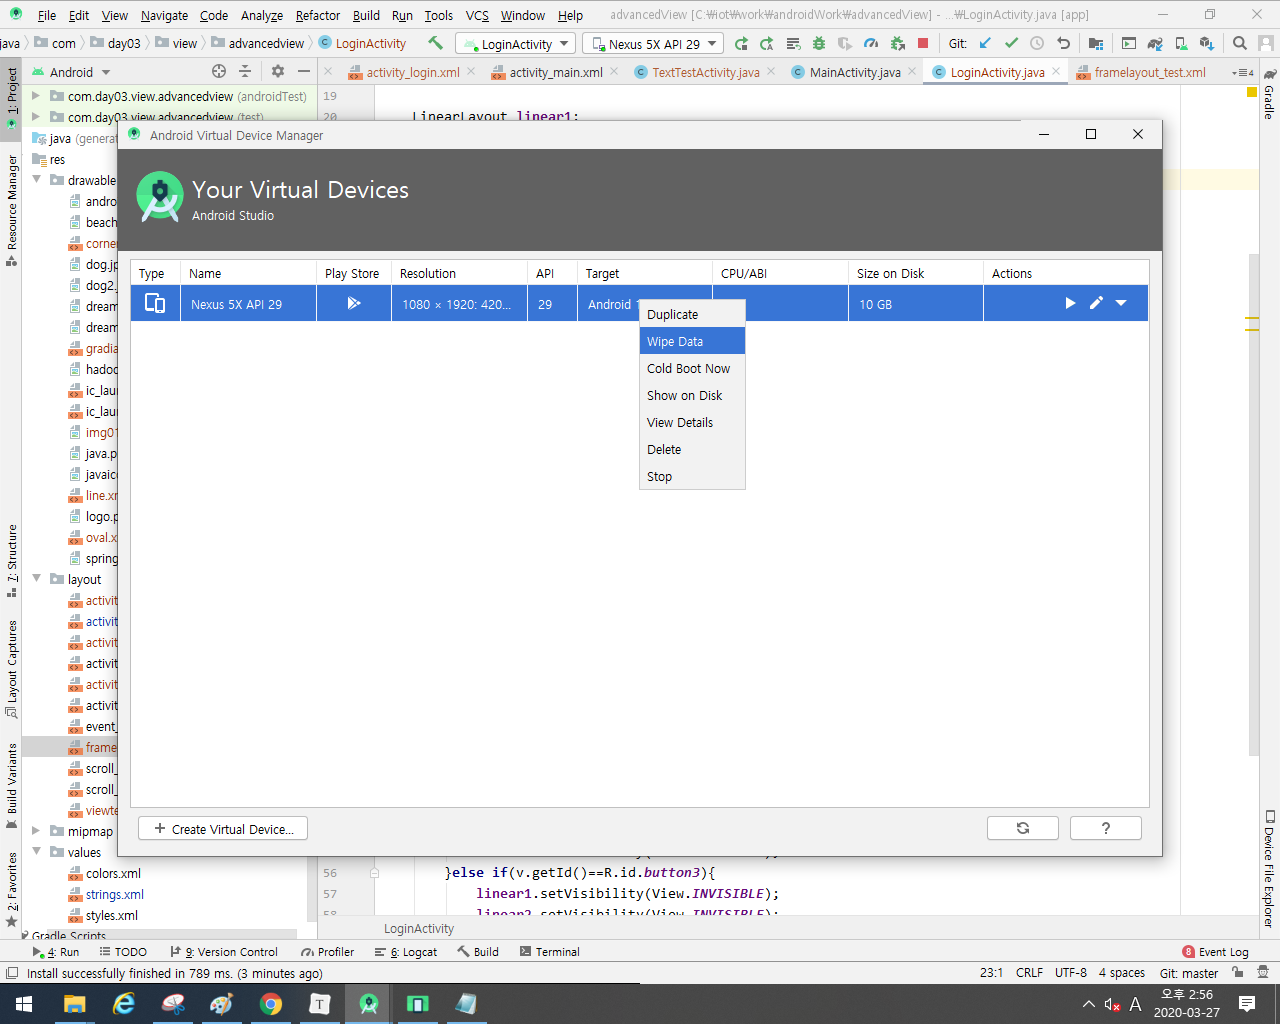 File Edit View Navigate Code Analyze Refactor Build Run Tools VCS Window Help advancedView [C:₩iot₩work₩androidWork₩advancedView] - ...₩LoginActivity.java [app]
java com day03 view advancedview LoginActivity LoginActivity Nexus 5X API 29 Git:
Android activity_login.xml activity_main.xml TextTestActivity.java MainActivity.java LoginActivity.java framelayout_test.xml 4
1: Project
Resource Manager
7: Structure
Layout Captures
Build Variants
2: Favorites
Gradle
Device File Explorer
com.day03.view.advancedview (androidTest)
com.day03.view.advancedview (test)
java (generat
res
drawable
andro
beach
corne
dog.jp
dog2_
dream
dream
gradia
hadoo
ic_lau
ic_lau
img01
java.p
javaico
line.xn
logo.p
oval.x
spring
layout
activit
activit
activit
activit
activit
activit
event_
frame
scroll_
scroll_
viewte
mipmap
values
colors.xml
strings.xml
styles.xml
Gradle Scripts
19
20 LinearLayout linear1;
Android Virtual Device Manager
Your Virtual Devices
Android Studio
Type Name Play Store Resolution API Target CPU/ABI Size on Disk Actions
Nexus 5X API 29 1080 × 1920: 420... 29 Android 1 10 GB
Duplicate
Wipe Data
Cold Boot Now
Show on Disk
View Details
Delete
Stop
+ Create Virtual Device...
?
56 }else if(v.getId()==R.id.button3){
57 linear1.setVisibility(View.INVISIBLE);
58 linear2.setVisibility(View.INVISIBLE);
LoginActivity
4: Run TODO 9: Version Control Profiler 6: Logcat Build Terminal 8 Event Log
Install successfully finished in 789 ms. (3 minutes ago) 23:1 CRLF UTF-8 4 spaces Git: master
T A 오후 2:56
2020-03-27